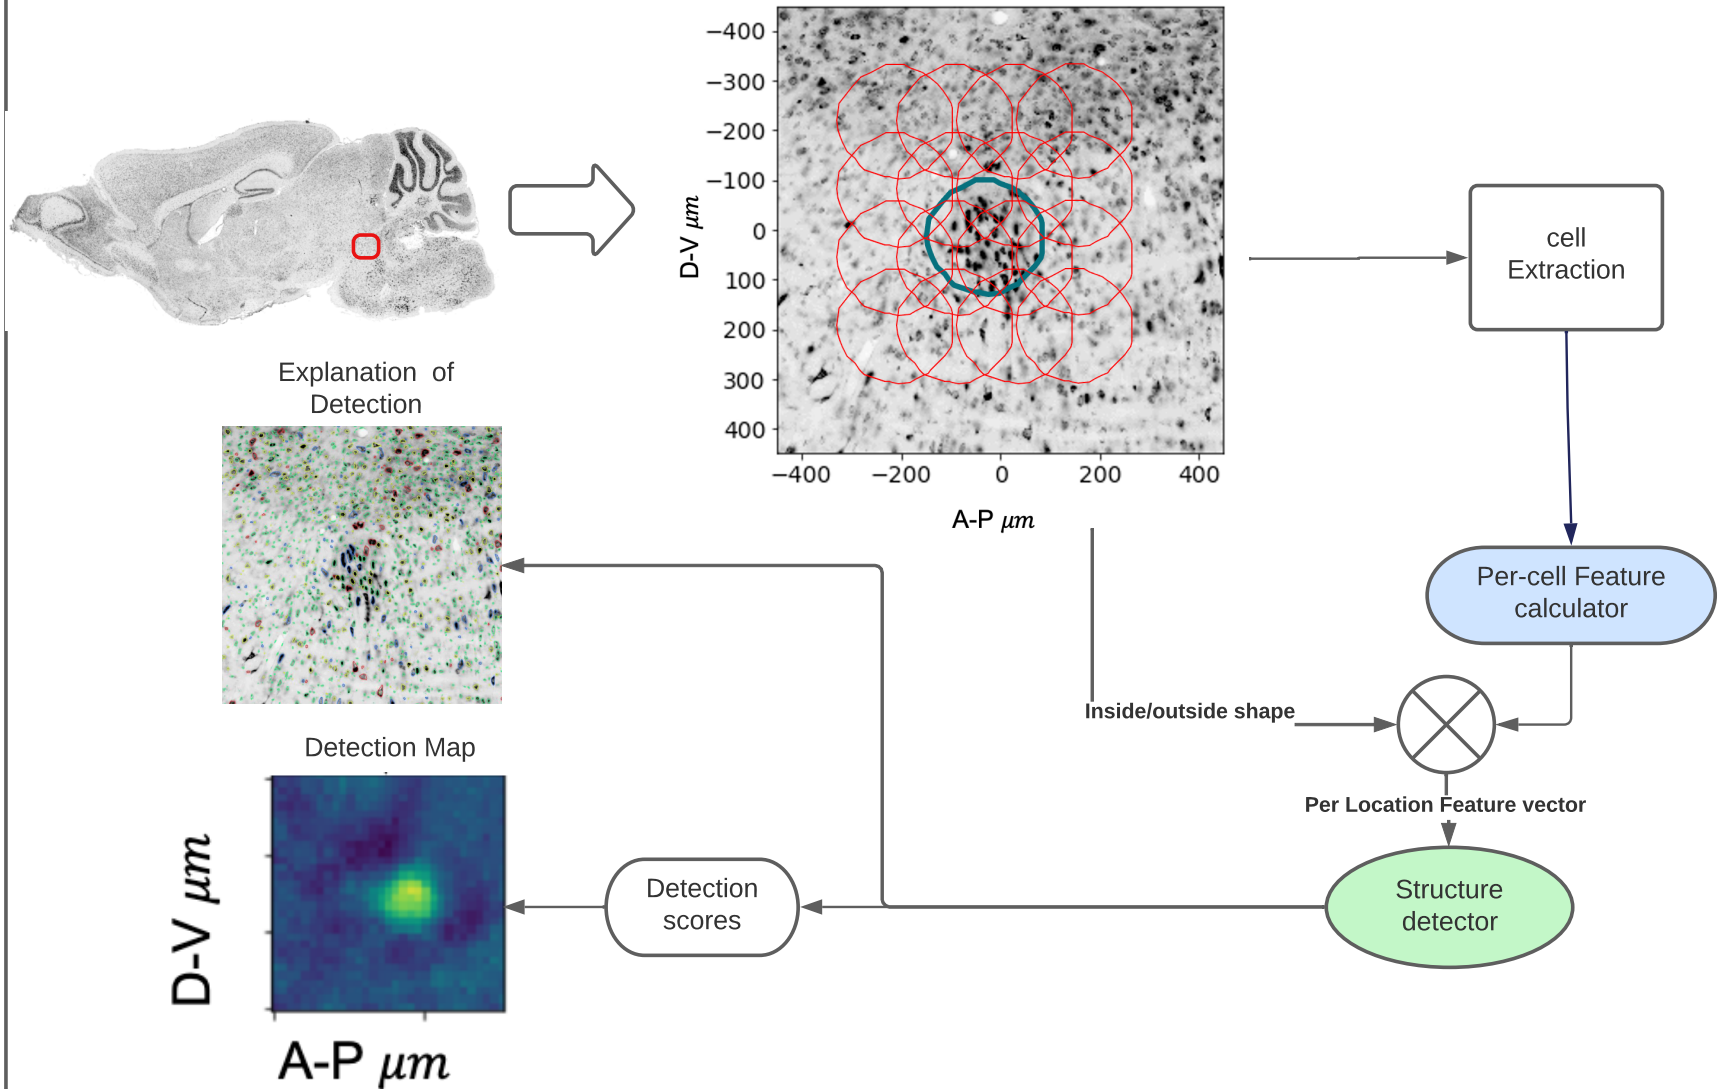 −400
−300
−200
−100
0
100
200
300
400
D-V μm
−400 −200 0 200 400
A-P μm
cell
Extraction
Explanation of
Detection
Per-cell Feature
calculator
Inside/outside shape
Per Location Feature vector
Detection Map
Structure
detector
Detection
scores
D-V μm
A-P μm